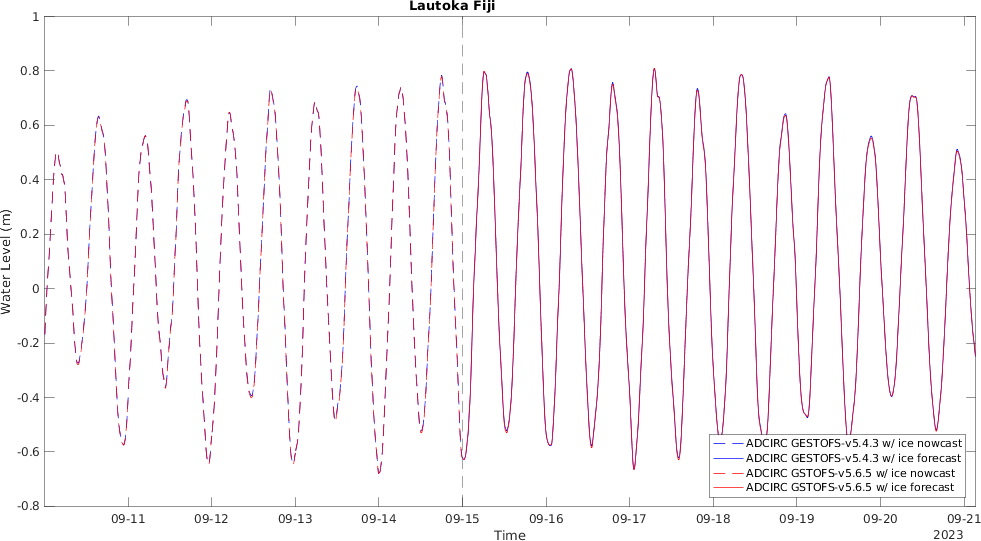 Lautoka Fiji
1
0.8
0.6
0.4
0.2
0
-0.2
-0.4
-0.6
-0.8
Water Level (m)
ADCIRC GESTOFS-v5.4.3 w/ ice nowcast
ADCIRC GESTOFS-v5.4.3 w/ ice forecast
ADCIRC GSTOFS-v5.6.5 w/ ice nowcast
ADCIRC GSTOFS-v5.6.5 w/ ice forecast
09-11 09-12 09-13 09-14 09-15 09-16 09-17 09-18 09-19 09-20 09-21
Time
2023